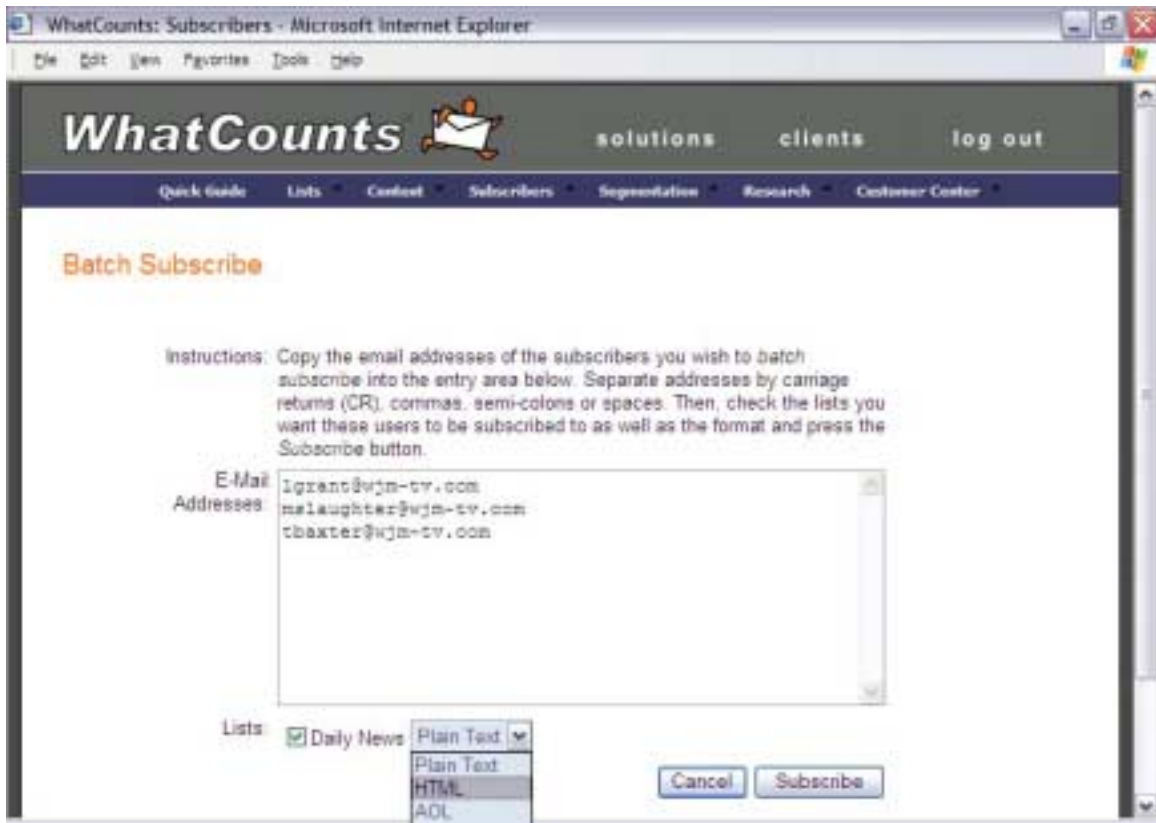 WhatCounts: Subscribers - Microsoft Internet Explorer
File Edit View Favorites Tools Help
WhatCounts solutions clients log out
Quick Guide Lists Content Subscribers Segmentation Research Customer Center
Batch Subscribe
Instructions: Copy the email addresses of the subscribers you wish to batch
subscribe into the entry area below. Separate addresses by carriage
returns (CR), commas, semi-colons or spaces. Then, check the lists you
want these users to be subscribed to as well as the format and press the
Subscribe button.
E-Mail
Addresses:
lgrant@wjm-tv.com
mslaughter@wjm-tv.com
tbaxter@wjm-tv.com
Lists: Daily News Plain Text
Plain Text
HTML
AOL
Cancel Subscribe